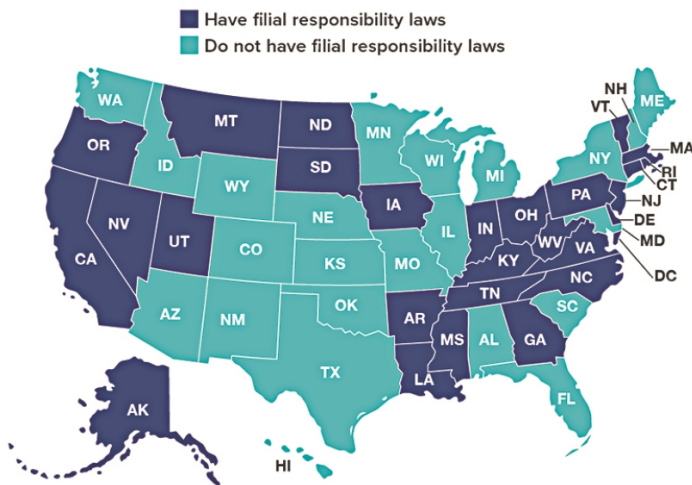 Have filial responsibility laws
Do not have filial responsibility laws
WA
MT
ND
MN
VT
NH
ME
OR
ID
SD
WI
MI
NY
MA
WY
RI
CT
NJ
NV
NE
IA
PA
DE
CA
UT
CO
IL
IN
OH
WV
VA
MD
KS
MO
KY
DC
AZ
NM
OK
TN
NC
AR
SC
MS
AL
GA
TX
LA
AK
FL
HI